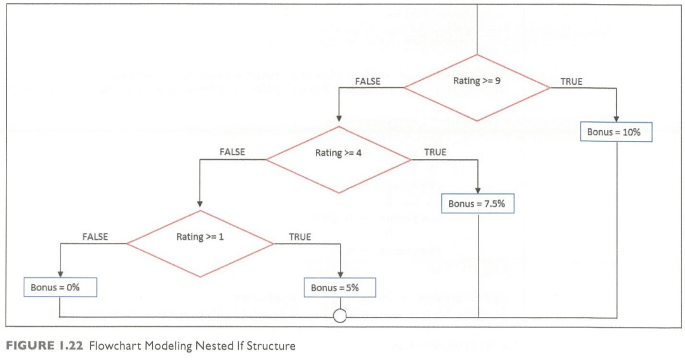 Rating >= 9
FALSE
TRUE
Bonus = 10%
Rating >= 4
FALSE
TRUE
Bonus = 7.5%
Rating >= 1
FALSE
TRUE
Bonus = 0%
Bonus = 5%
FIGURE 1.22 Flowchart Modeling Nested If Structure